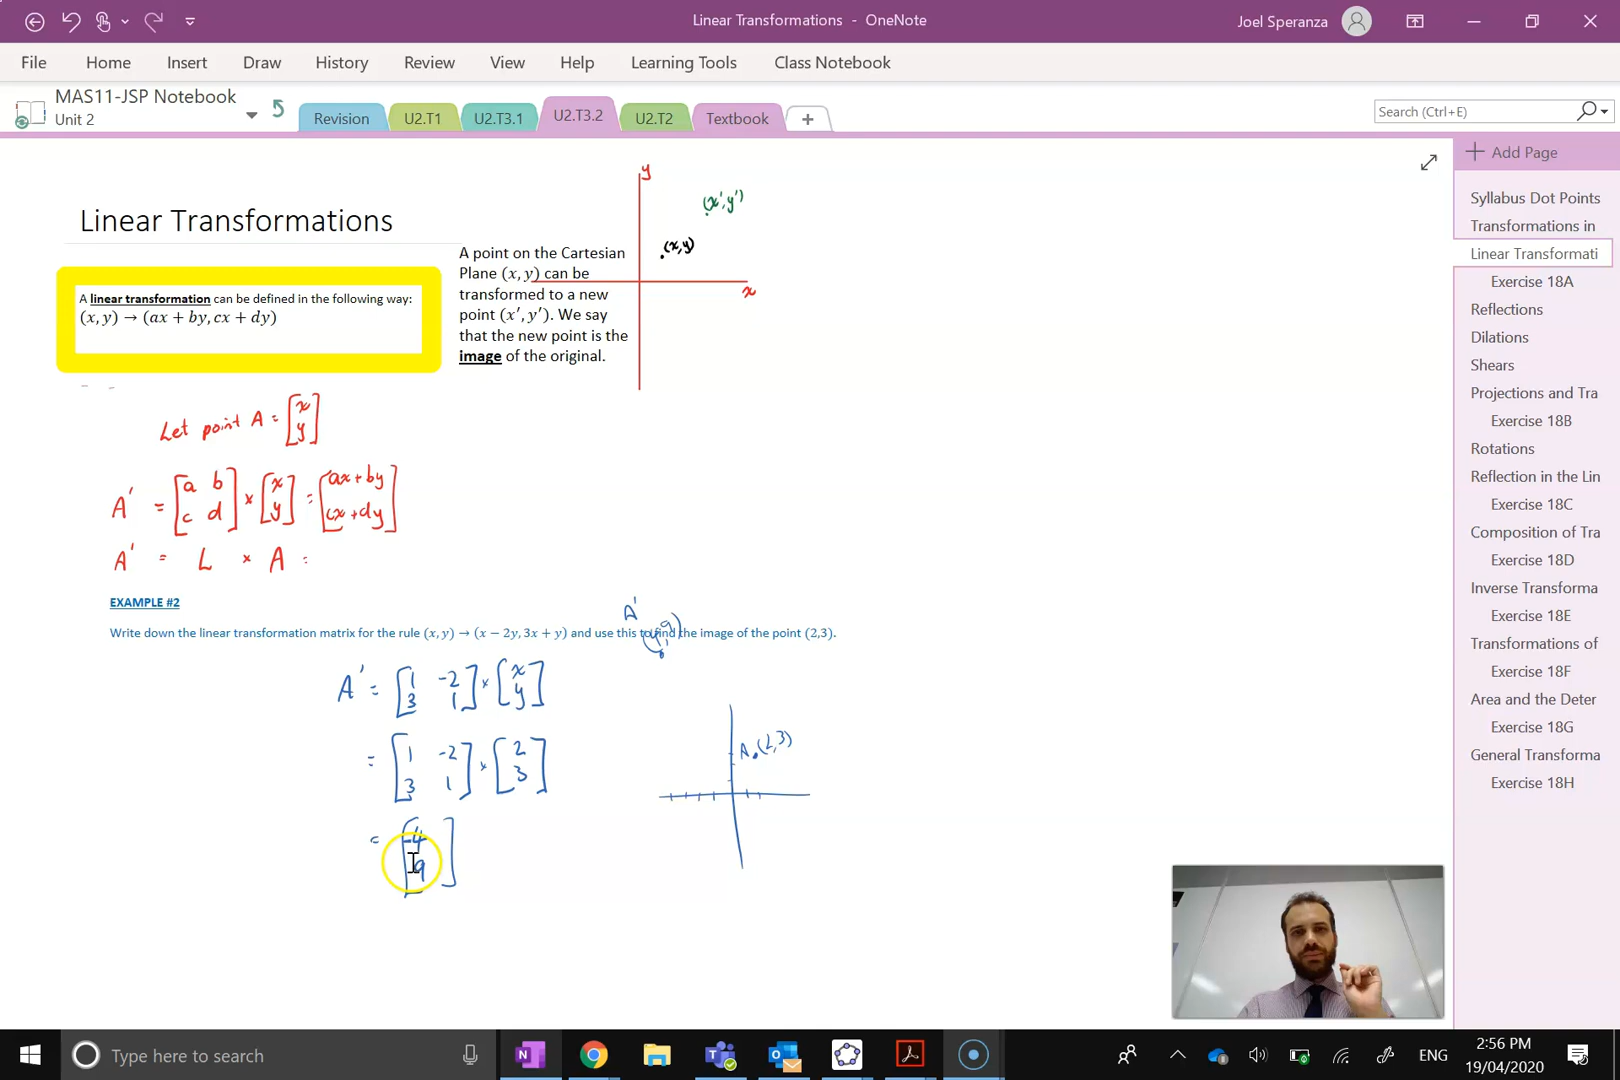 Linear Transformations - OneNote
Joel Speranza
File Home Insert Draw History Review View Help Learning Tools Class Notebook
MAS11-JSP Notebook
Unit 2
Revision U2.T1 U2.T3.1 U2.T3.2 U2.T2 Textbook +
Search (Ctrl+E)
Add Page
Syllabus Dot Points
Transformations in
Linear Transformati
Exercise 18A
Reflections
Dilations
Shears
Projections and Tra
Exercise 18B
Rotations
Reflection in the Lin
Exercise 18C
Composition of Tra
Exercise 18D
Inverse Transforma
Exercise 18E
Transformations of
Exercise 18F
Area and the Deter
Exercise 18G
General Transforma
Exercise 18H
Linear Transformations
A linear transformation can be defined in the following way:
(x, y) → (ax + by, cx + dy)
A point on the Cartesian
Plane (x, y) can be
transformed to a new
point (x′, y′). We say
that the new point is the
image of the original.
y
(x', y')
(x,y)
x
Let point A = [x
y]
A' = [a b
c d] × [x
y] = [ax + by
cx + dy]
A' = L × A =
EXAMPLE #2
Write down the linear transformation matrix for the rule (x, y) → (x − 2y, 3x + y) and use this to find the image of the point (2,3).
A'
A' = [1 -2
3 1] × [x
y]
= [1 -2
3 1] × [2
3]
= [-4
9]
A (2,3)
Type here to search
ENG
2:56 PM
19/04/2020